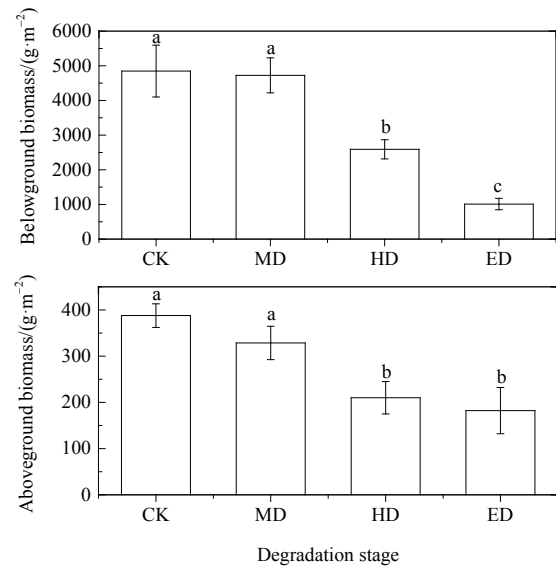 6000
5000
4000
3000
2000
1000
0
Belowground biomass/(g·m⁻²)
a
a
b
c
CK MD HD ED
400
300
200
100
0
Aboveground biomass/(g·m⁻²)
a
a
b
b
CK MD HD ED
Degradation stage